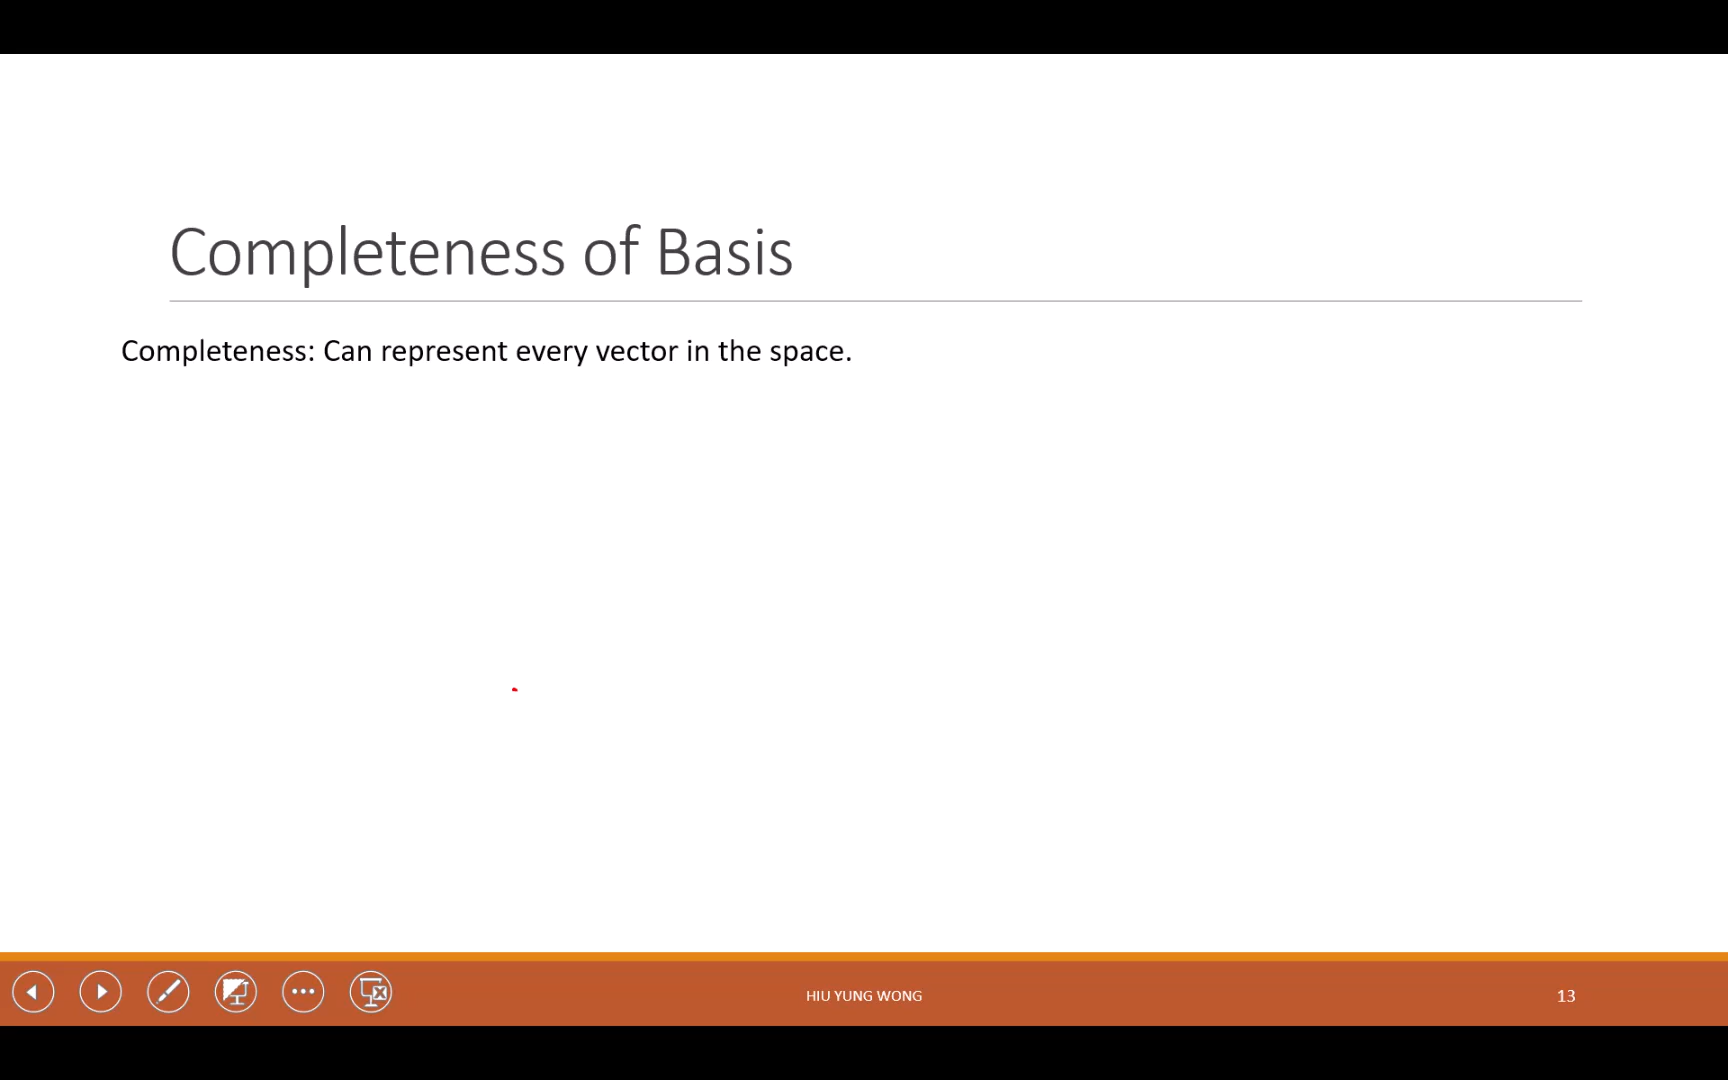 Completeness of Basis
Completeness: Can represent every vector in the space.
HIU YUNG WONG
13